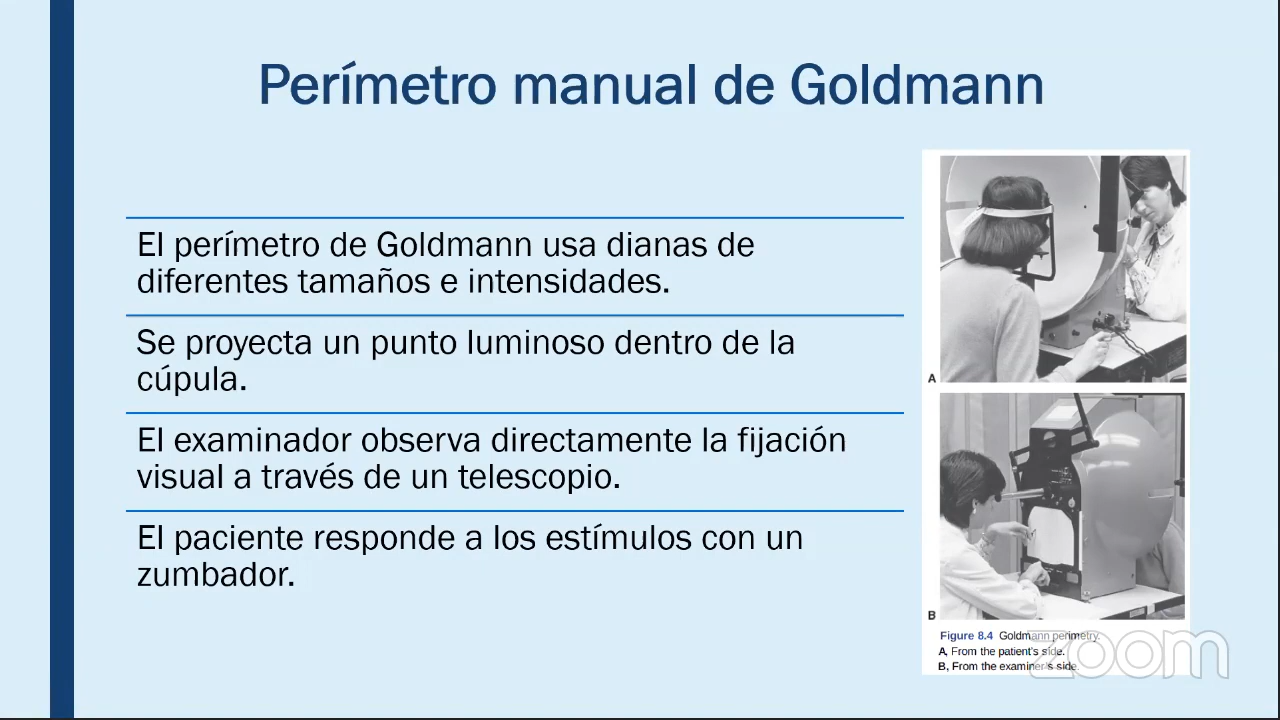 Perímetro manual de Goldmann
El perímetro de Goldmann usa dianas de
diferentes tamaños e intensidades.
Se proyecta un punto luminoso dentro de la
cúpula.
El examinador observa directamente la fijación
visual a través de un telescopio.
El paciente responde a los estímulos con un
zumbador.
A
B
Figure 8.4 Goldmann perimetry.
A, From the patient's side.
B, From the examiner's side.
zoom